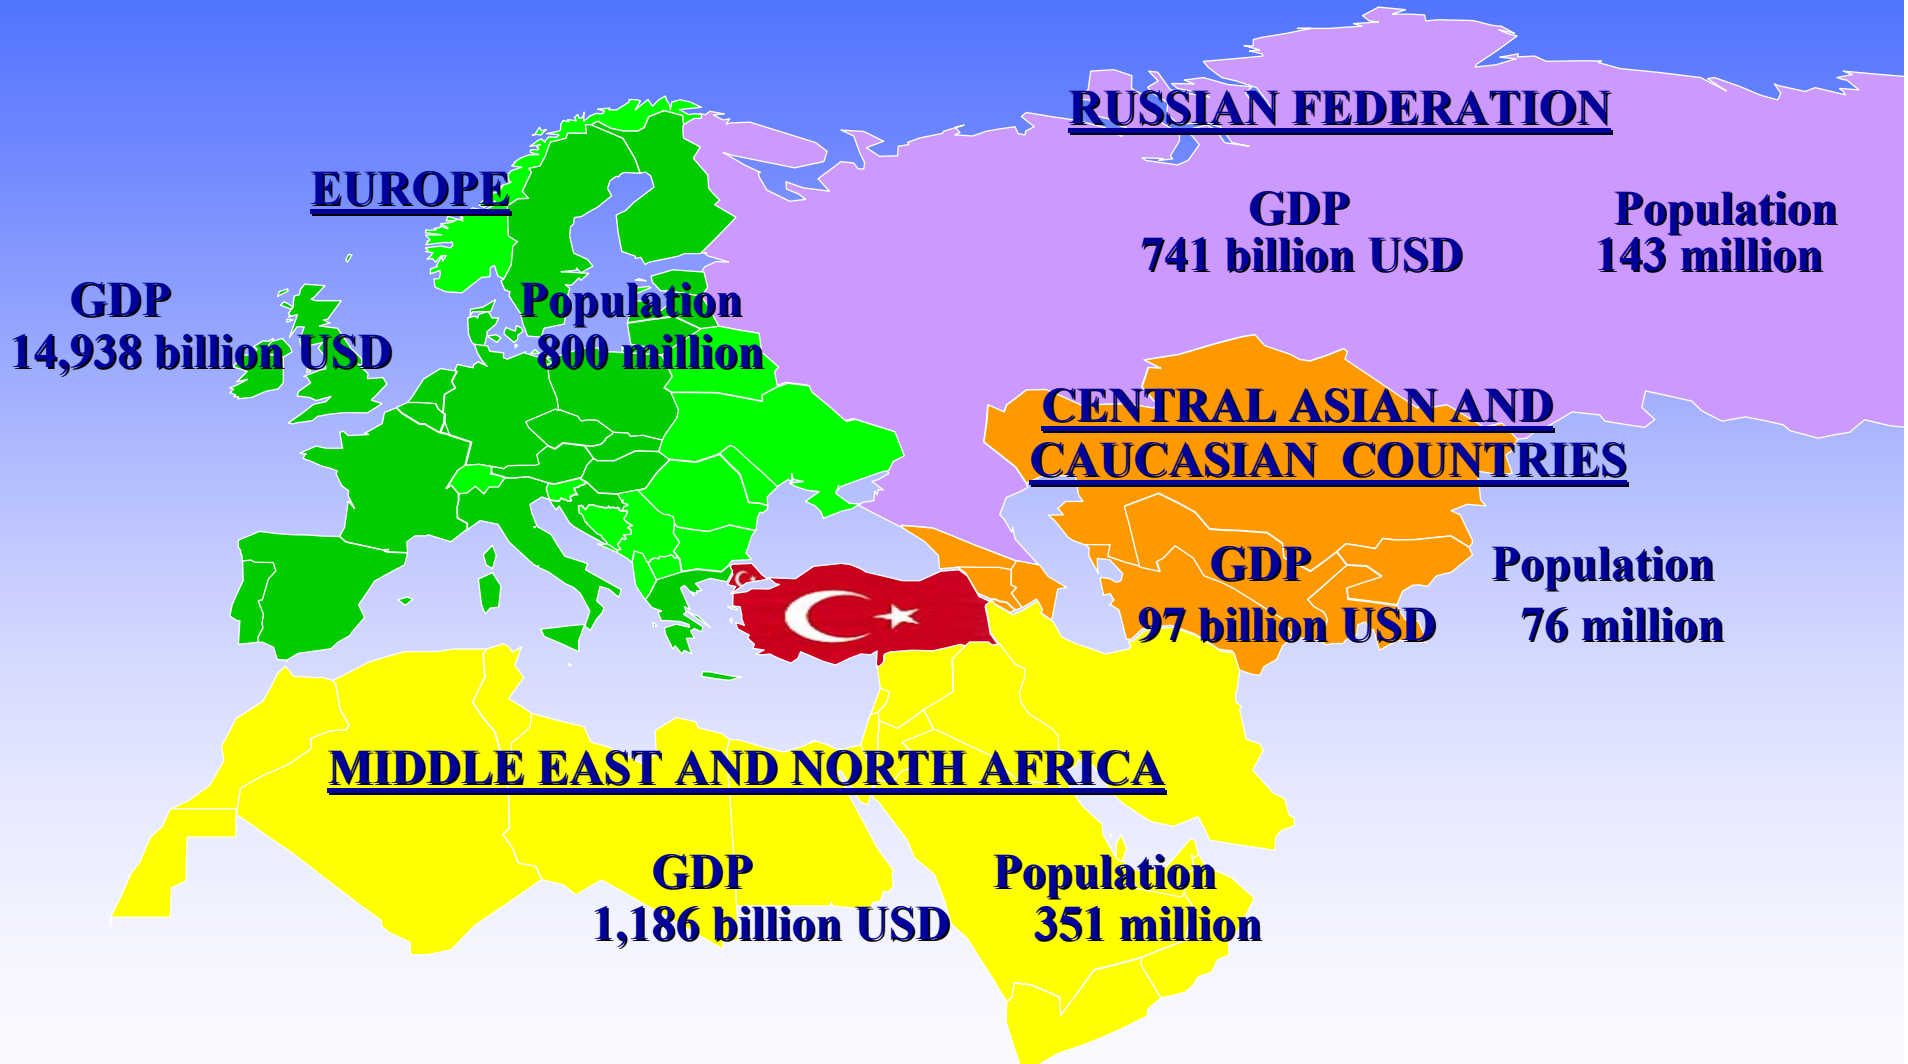 RUSSIAN FEDERATION
GDP Population
741 billion USD 143 million
EUROPE
GDP Population
14,938 billion USD 800 million
CENTRAL ASIAN AND
CAUCASIAN COUNTRIES
GDP Population
97 billion USD 76 million
MIDDLE EAST AND NORTH AFRICA
GDP Population
1,186 billion USD 351 million